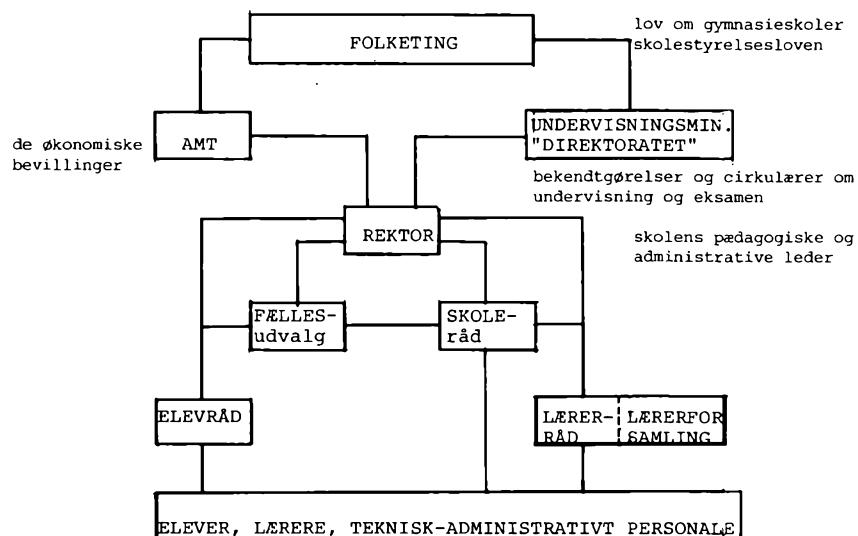 FOLKETING
lov om gymnasieskoler
skolestyrelsesloven
AMT
de økonomiske
bevillinger
UNDERVISNINGSMIN.
"DIREKTORATET"
bekendtgørelser og cirkulærer om
undervisning og eksamen
REKTOR
skolens pædagogiske og
administrative leder
FÆLLES-
udvalg
SKOLE-
råd
ELEVRÅD
LÆRER-
RÅD
LÆRERFOR
SAMLING
ELEVER, LÆRERE, TEKNISK-ADMINISTRATIVT PERSONALE